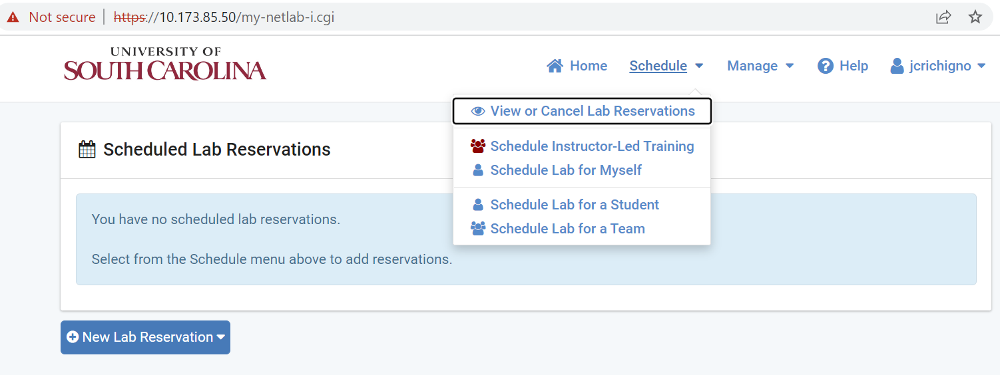 Not secure | https://10.173.85.50/my-netlab-i.cgi
UNIVERSITY OF
SOUTH CAROLINA
Home Schedule Manage Help jcrichigno
View or Cancel Lab Reservations
Schedule Instructor-Led Training
Schedule Lab for Myself
Schedule Lab for a Student
Schedule Lab for a Team
Scheduled Lab Reservations
You have no scheduled lab reservations.
Select from the Schedule menu above to add reservations.
New Lab Reservation